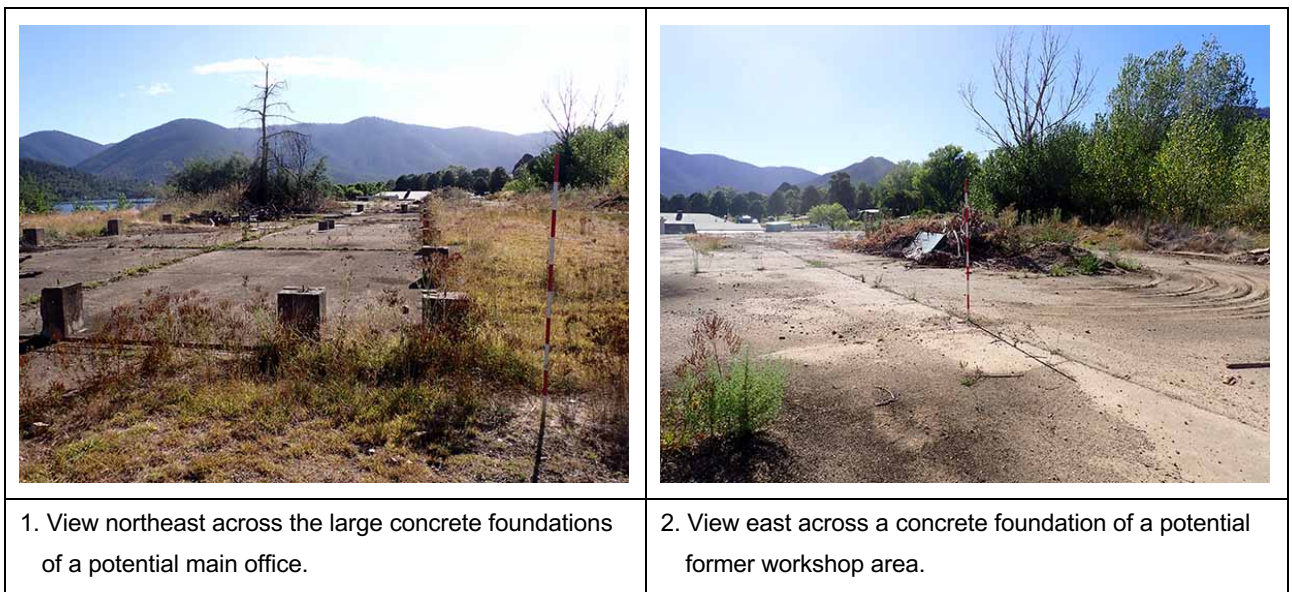 1. View northeast across the large concrete foundations
of a potential main office.
2. View east across a concrete foundation of a potential
former workshop area.